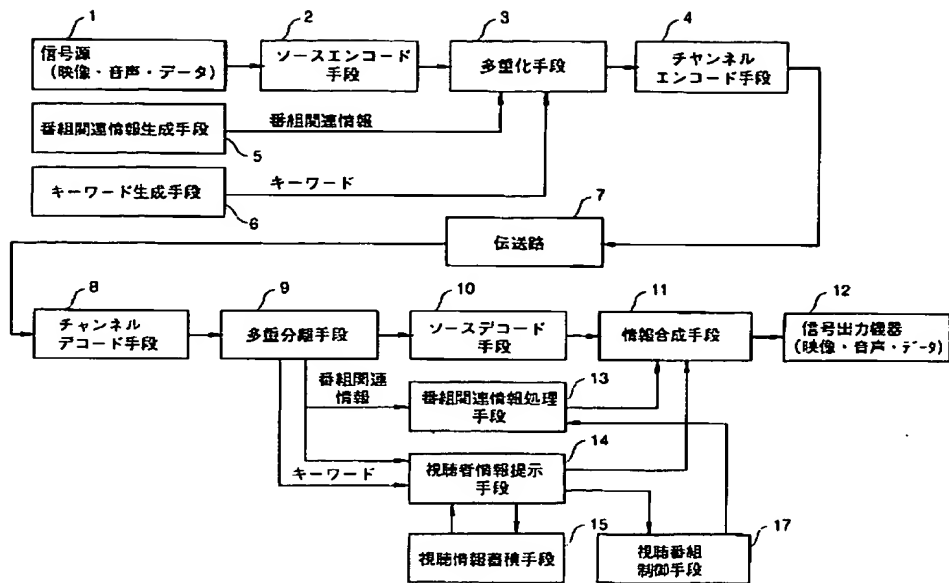 1
信号源
(映像・音声・データ)
2
ソースエンコード
手段
3
多重化手段
4
チャンネル
エンコード手段
番組関連情報生成手段
5
番組関連情報
キーワード生成手段
6
キーワード
7
伝送路
8
チャンネル
デコード手段
9
多重分離手段
10
ソースデコード
手段
11
情報合成手段
12
信号出力機器
(映像・音声・データ)
番組関連
情報
13
番組関連情報処理
手段
キーワード
14
視聴者情報提示
手段
15
視聴情報蓄積手段
17
視聴番組
制御手段